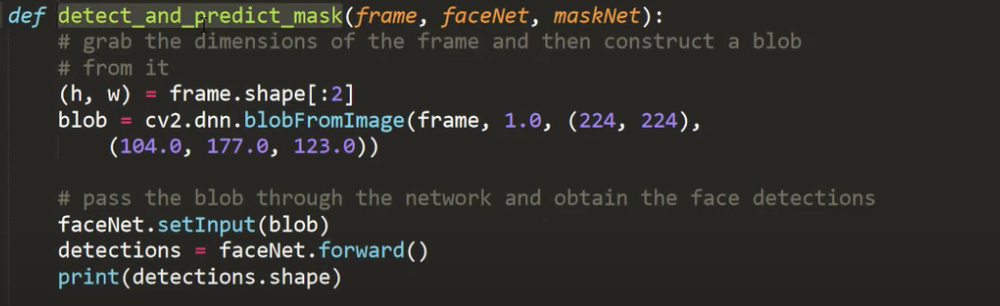 def detect_and_predict_mask(frame, faceNet, maskNet):
    # grab the dimensions of the frame and then construct a blob
    # from it
    (h, w) = frame.shape[:2]
    blob = cv2.dnn.blobFromImage(frame, 1.0, (224, 224),
        (104.0, 177.0, 123.0))
    # pass the blob through the network and obtain the face detections
    faceNet.setInput(blob)
    detections = faceNet.forward()
    print(detections.shape)